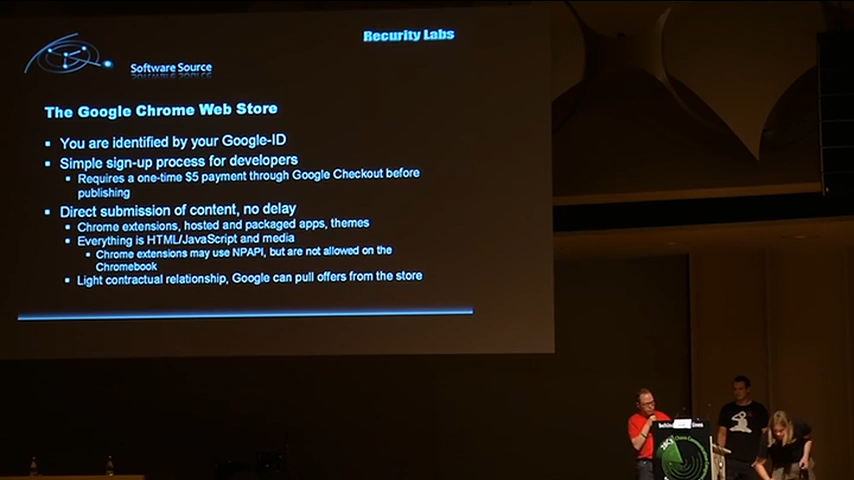 Recurity Labs
Software Source
The Google Chrome Web Store
▪ You are identified by your Google-ID
▪ Simple sign-up process for developers
▪ Requires a one-time $5 payment through Google Checkout before
publishing
▪ Direct submission of content, no delay
▪ Chrome extensions, hosted and packaged apps, themes
▪ Everything is HTML/JavaScript and media
▪ Chrome extensions may use NPAPI, but are not allowed on the
Chromebook
▪ Light contractual relationship, Google can pull offers from the store
behind lines